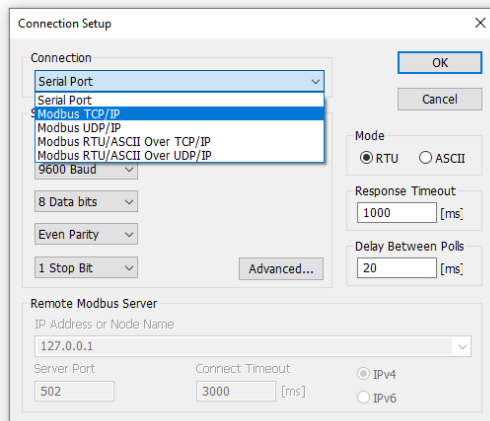 Connection Setup
Connection
Serial Port
Serial Port
Modbus TCP/IP
Modbus UDP/IP
Modbus RTU/ASCII Over TCP/IP
Modbus RTU/ASCII Over UDP/IP
OK
Cancel
S
9600 Baud
8 Data bits
Even Parity
1 Stop Bit
Advanced...
Mode
RTU
ASCII
Response Timeout
1000 [ms]
Delay Between Polls
20 [ms]
Remote Modbus Server
IP Address or Node Name
127.0.0.1
Server Port
502
Connect Timeout
3000 [ms]
IPv4
IPv6